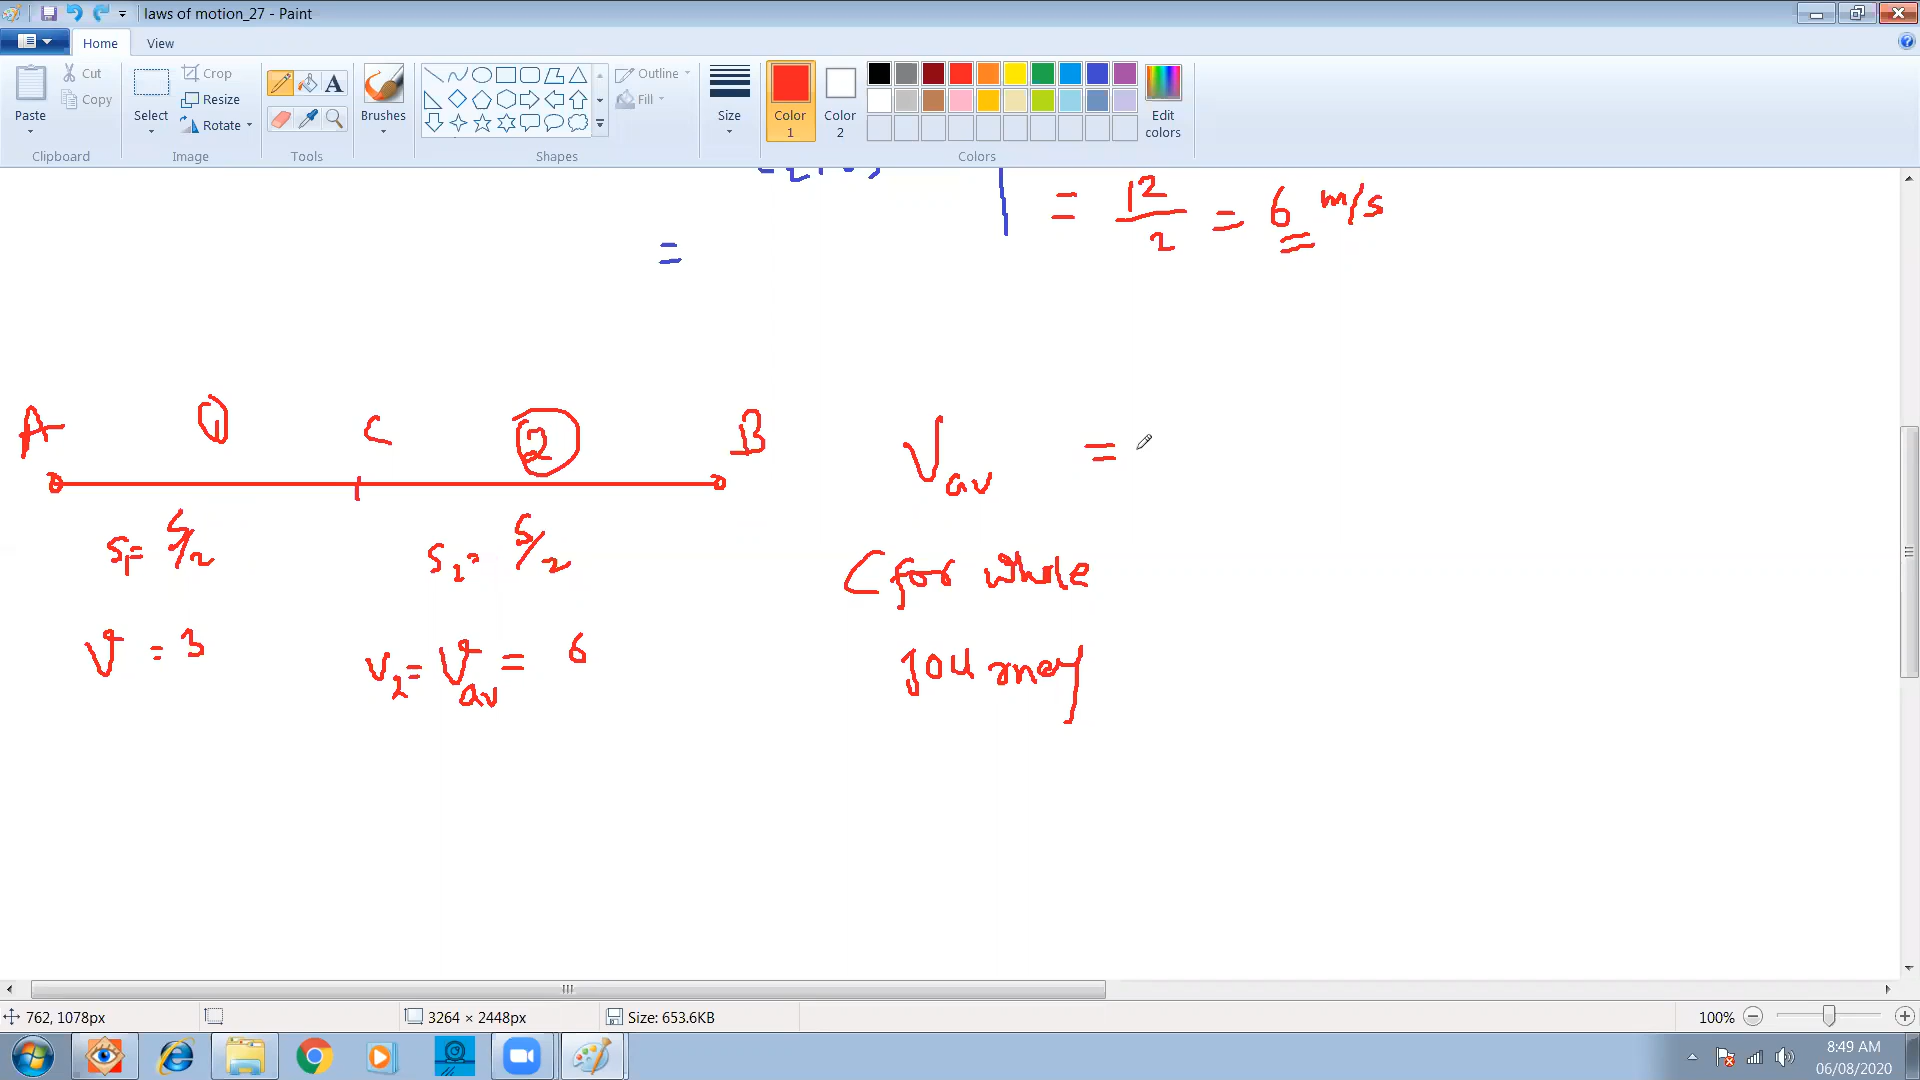 laws of motion_27 - Paint
Home View
Paste
Cut
Copy
Clipboard
Select
Crop
Resize
Rotate
Image
Tools
Brushes
Shapes
Outline
Fill
Size
Color 1
Color 2
Edit colors
Colors
= 12/2 = 6 m/s
=
A 1 C 2 B
S1= S/2
S2= S/2
V = 3
V2= Vav = 6
Vav =
(for whole
journey
762, 1078px
3264 × 2448px
Size: 653.6KB
100%
8:49 AM
06/08/2020